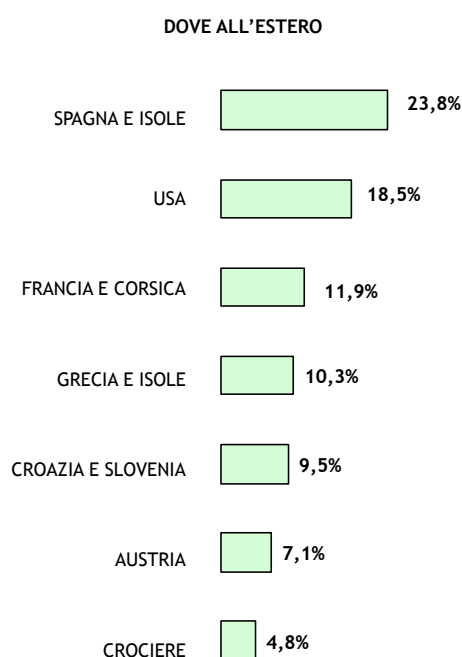 DOVE ALL’ESTERO
SPAGNA E ISOLE 23,8%
USA 18,5%
FRANCIA E CORSICA 11,9%
GRECIA E ISOLE 10,3%
CROAZIA E SLOVENIA 9,5%
AUSTRIA 7,1%
CROCIERE 4,8%